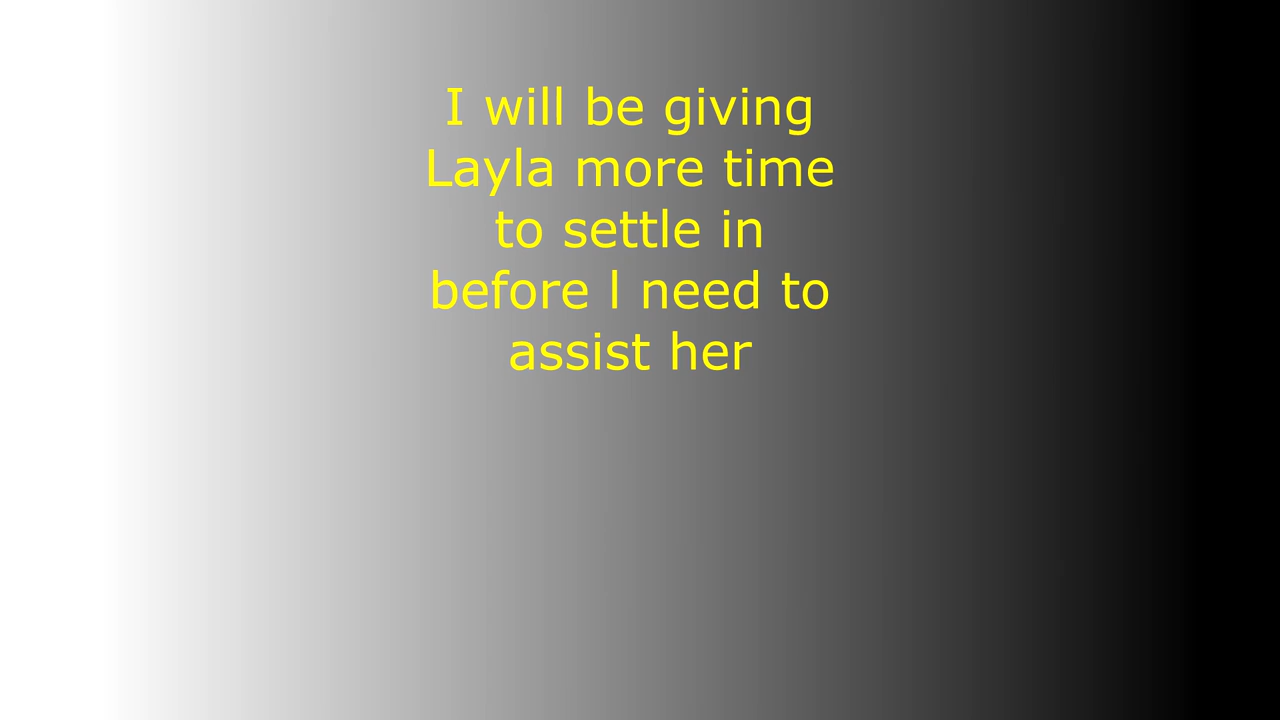 I will be giving
Layla more time
to settle in
before l need to
assist her